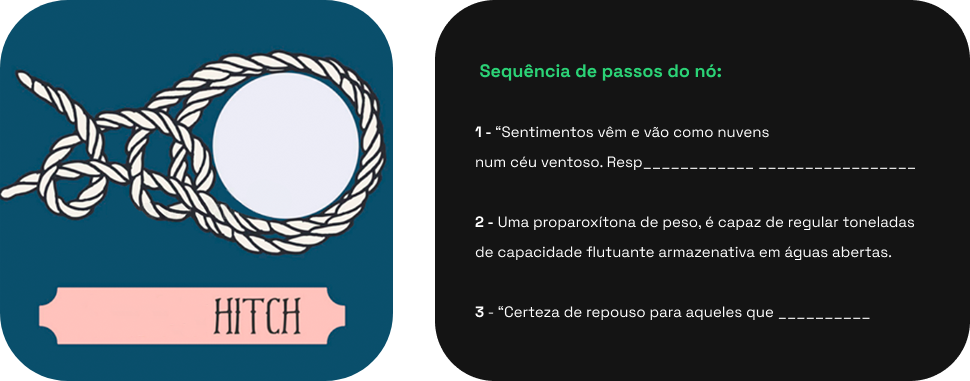 HITCH
Sequência de passos do nó:
1 - “Sentimentos vêm e vão como nuvens
num céu ventoso. Resp____________ _________________
2 - Uma proparoxítona de peso, é capaz de regular toneladas
de capacidade flutuante armazenativa em águas abertas.
3 - “Certeza de repouso para aqueles que __________